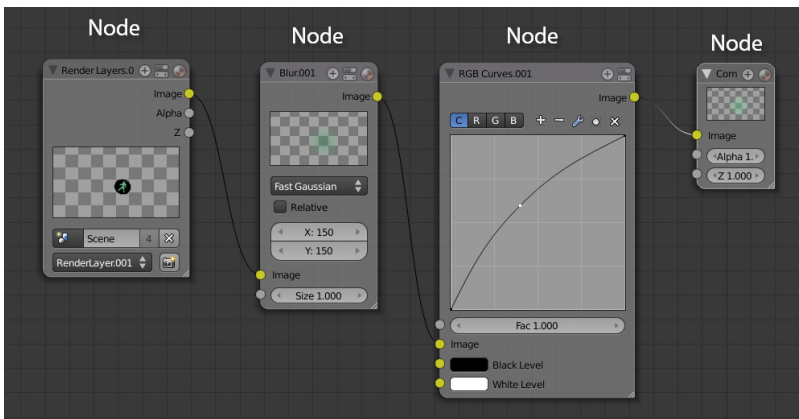 Node
Render Layers.0
Image
Alpha
Z
Scene
4
RenderLayer.001
Node
Blur.001
Image
Fast Gaussian
Relative
X: 150
Y: 150
Image
Size 1.000
Node
RGB Curves.001
Image
C R G B
Fac 1.000
Image
Black Level
White Level
Node
Com
Image
Alpha 1.
Z 1.000